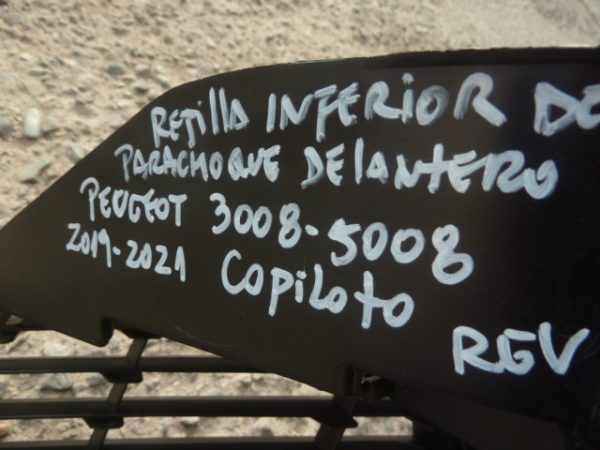 REJILLA INFERIOR DE
PARACHOQUE DELANTERO
PEUGEOT 3008-5008
2019-2021 COPILOTO
RGV